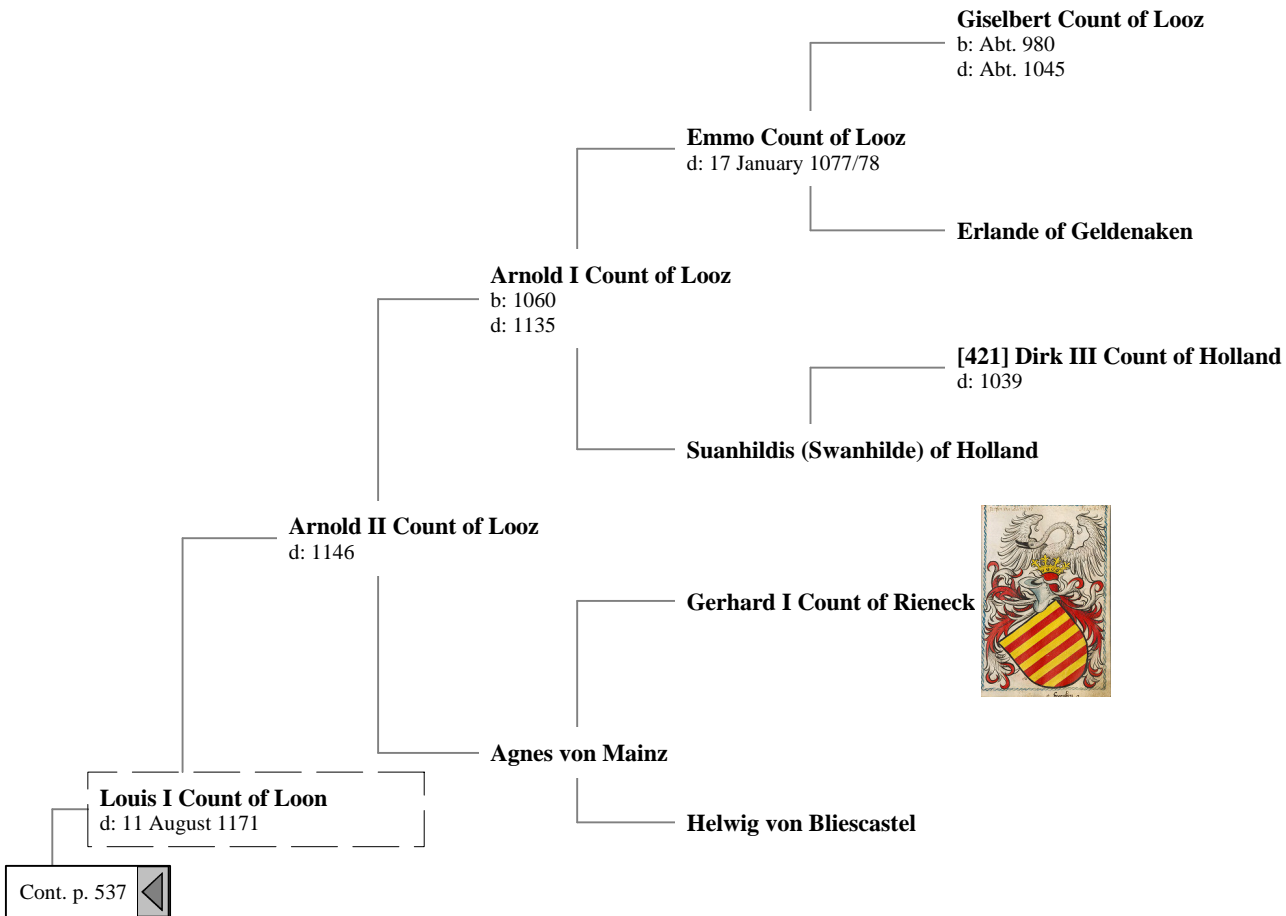 Giselbert Count of Looz
b: Abt. 980
d: Abt. 1045
Emmo Count of Looz
d: 17 January 1077/78
Erlande of Geldenaken
Arnold I Count of Looz
b: 1060
d: 1135
[421] Dirk III Count of Holland
d: 1039
Suanhildis (Swanhilde) of Holland
Arnold II Count of Looz
d: 1146
Gerhard I Count of Rieneck
Agnes von Mainz
Louis I Count of Loon
d: 11 August 1171
Helwig von Bliescastel
Cont. p. 537